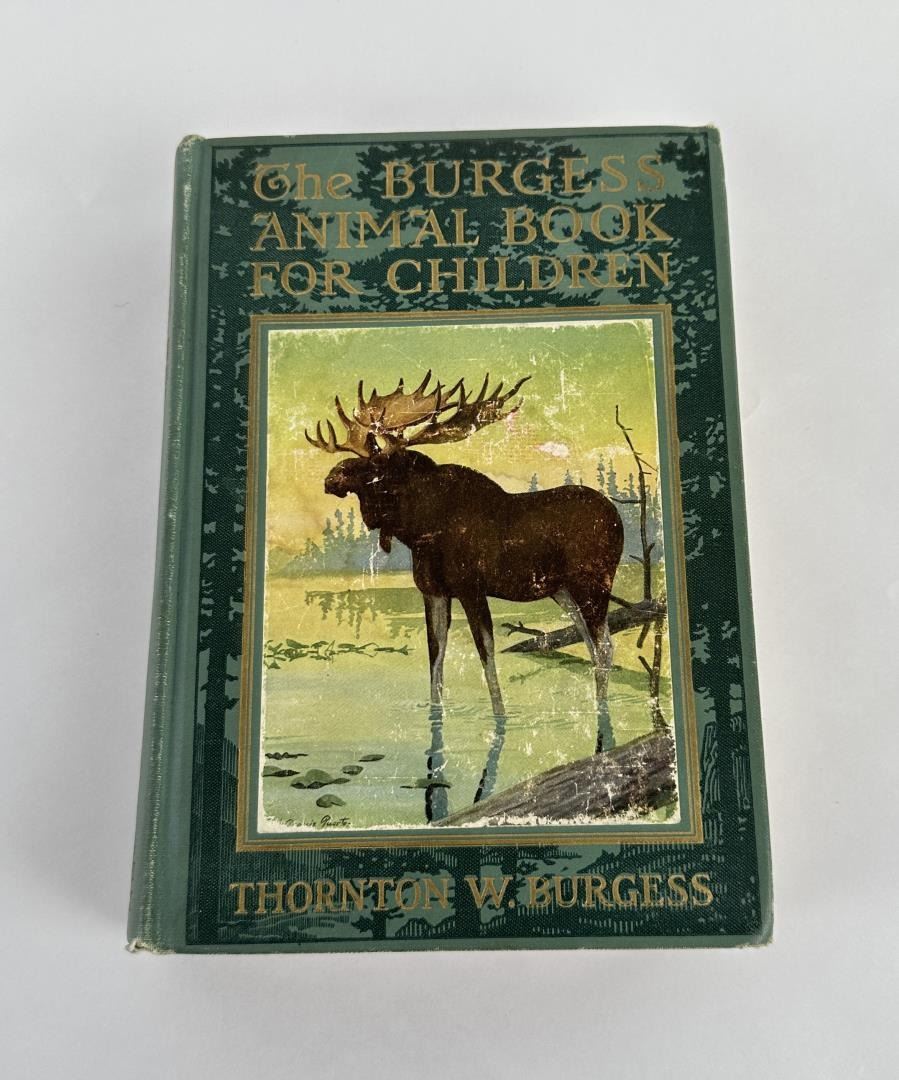 The BURGESS
ANIMAL BOOK
FOR CHILDREN
THORNTON W. BURGESS